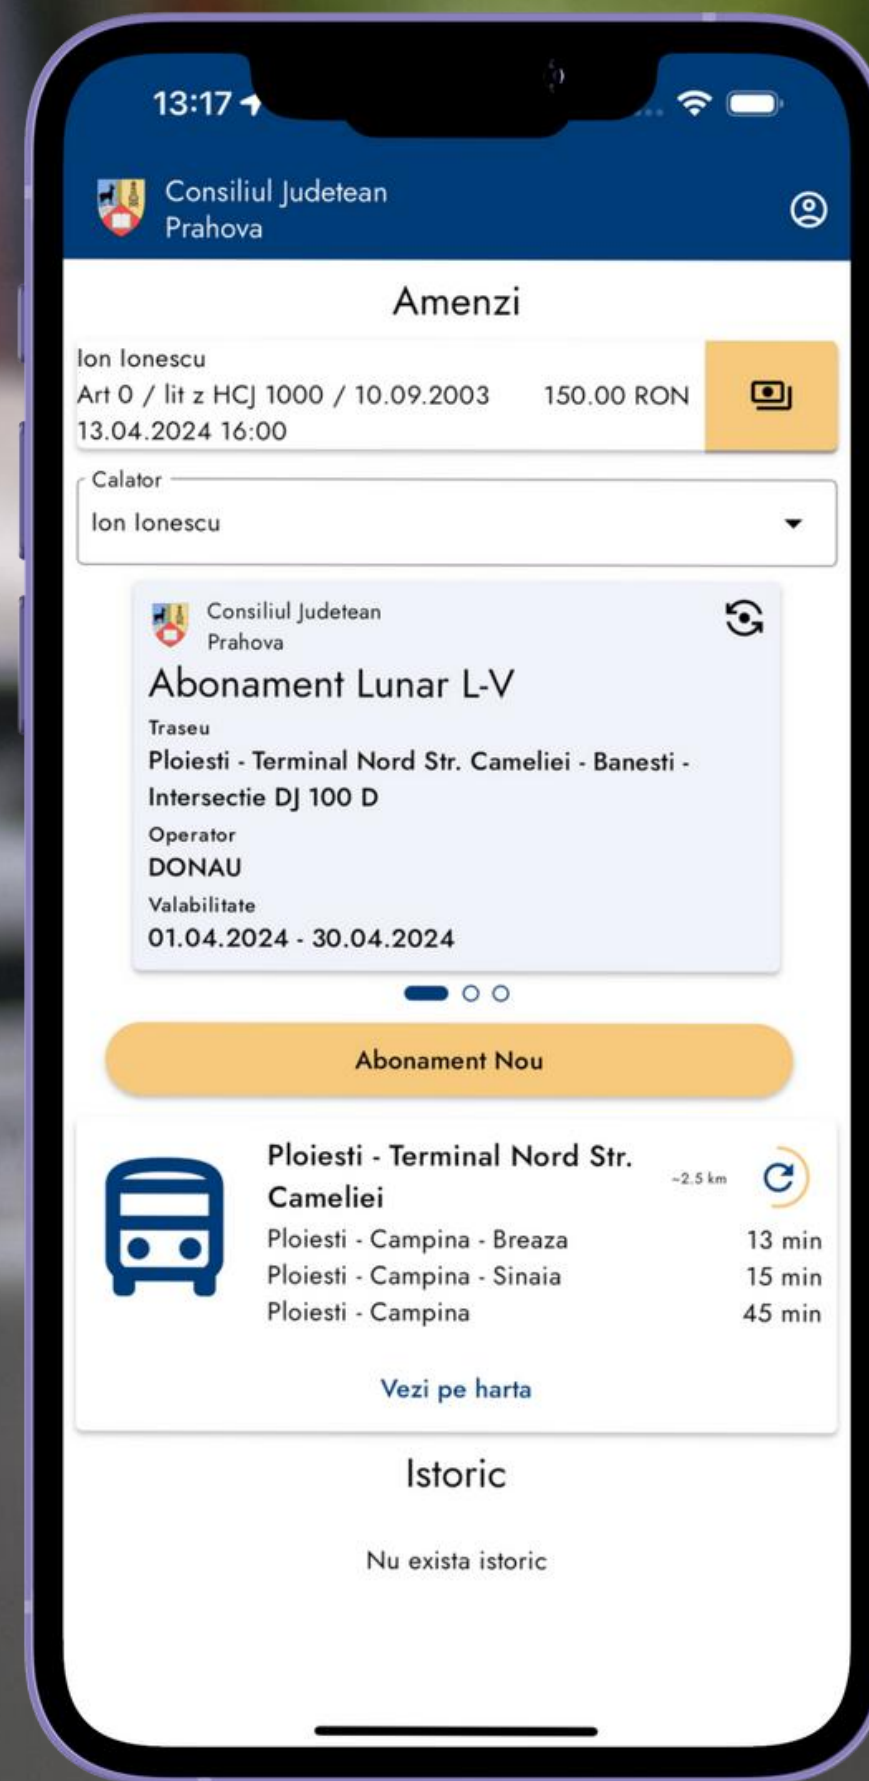 13:17
Consiliul Judetean
Prahova
Amenzi
Ion Ionescu
Art 0 / lit z HCJ 1000 / 10.09.2003 150.00 RON
13.04.2024 16:00
Calator
Ion Ionescu
Consiliul Judetean
Prahova
Abonament Lunar L-V
Traseu
Ploiesti - Terminal Nord Str. Cameliei - Banesti -
Intersectie DJ 100 D
Operator
DONAU
Valabilitate
01.04.2024 - 30.04.2024
Abonament Nou
Ploiesti - Terminal Nord Str.
Cameliei
~2.5 km
Ploiesti - Campina - Breaza 13 min
Ploiesti - Campina - Sinaia 15 min
Ploiesti - Campina 45 min
Vezi pe harta
Istoric
Nu exista istoric